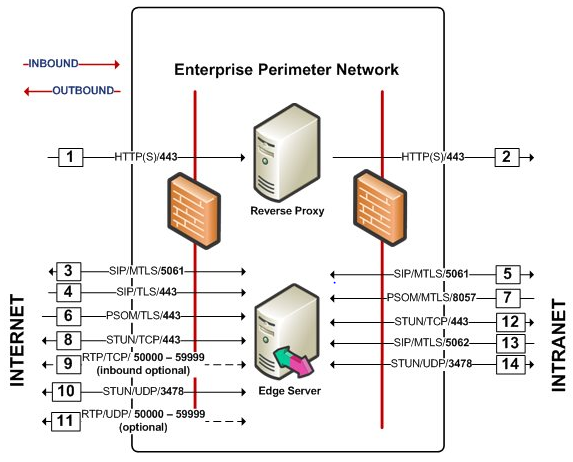 INBOUND
OUTBOUND
Enterprise Perimeter Network
1 HTTP(S)/443
HTTP(S)/443 2
Reverse Proxy
3 SIP/MTLS/5061
SIP/MTLS/5061 5
4 SIP/TLS/443
PSOM/MTLS/8057 7
6 PSOM/TLS/443
STUN/TCP/443 12
8 STUN/TCP/443
SIP/MTLS/5062 13
9 RTP/TCP/ 50000 – 59999
(inbound optional)
STUN/UDP/3478 14
Edge Server
10 STUN/UDP/3478
11 RTP/UDP/ 50000 – 59999
(optional)
INTERNET
INTRANET